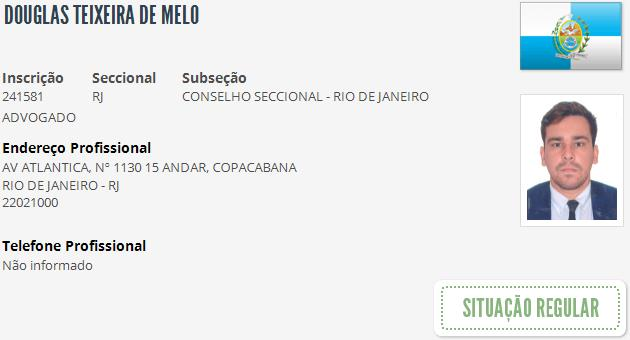 DOUGLAS TEIXEIRA DE MELO
Inscrição Seccional Subseção
241581 RJ CONSELHO SECCIONAL - RIO DE JANEIRO
ADVOGADO
Endereço Profissional
AV ATLANTICA, Nº 1130 15 ANDAR, COPACABANA
RIO DE JANEIRO - RJ
22021000
Telefone Profissional
Não informado
SITUAÇÃO REGULAR